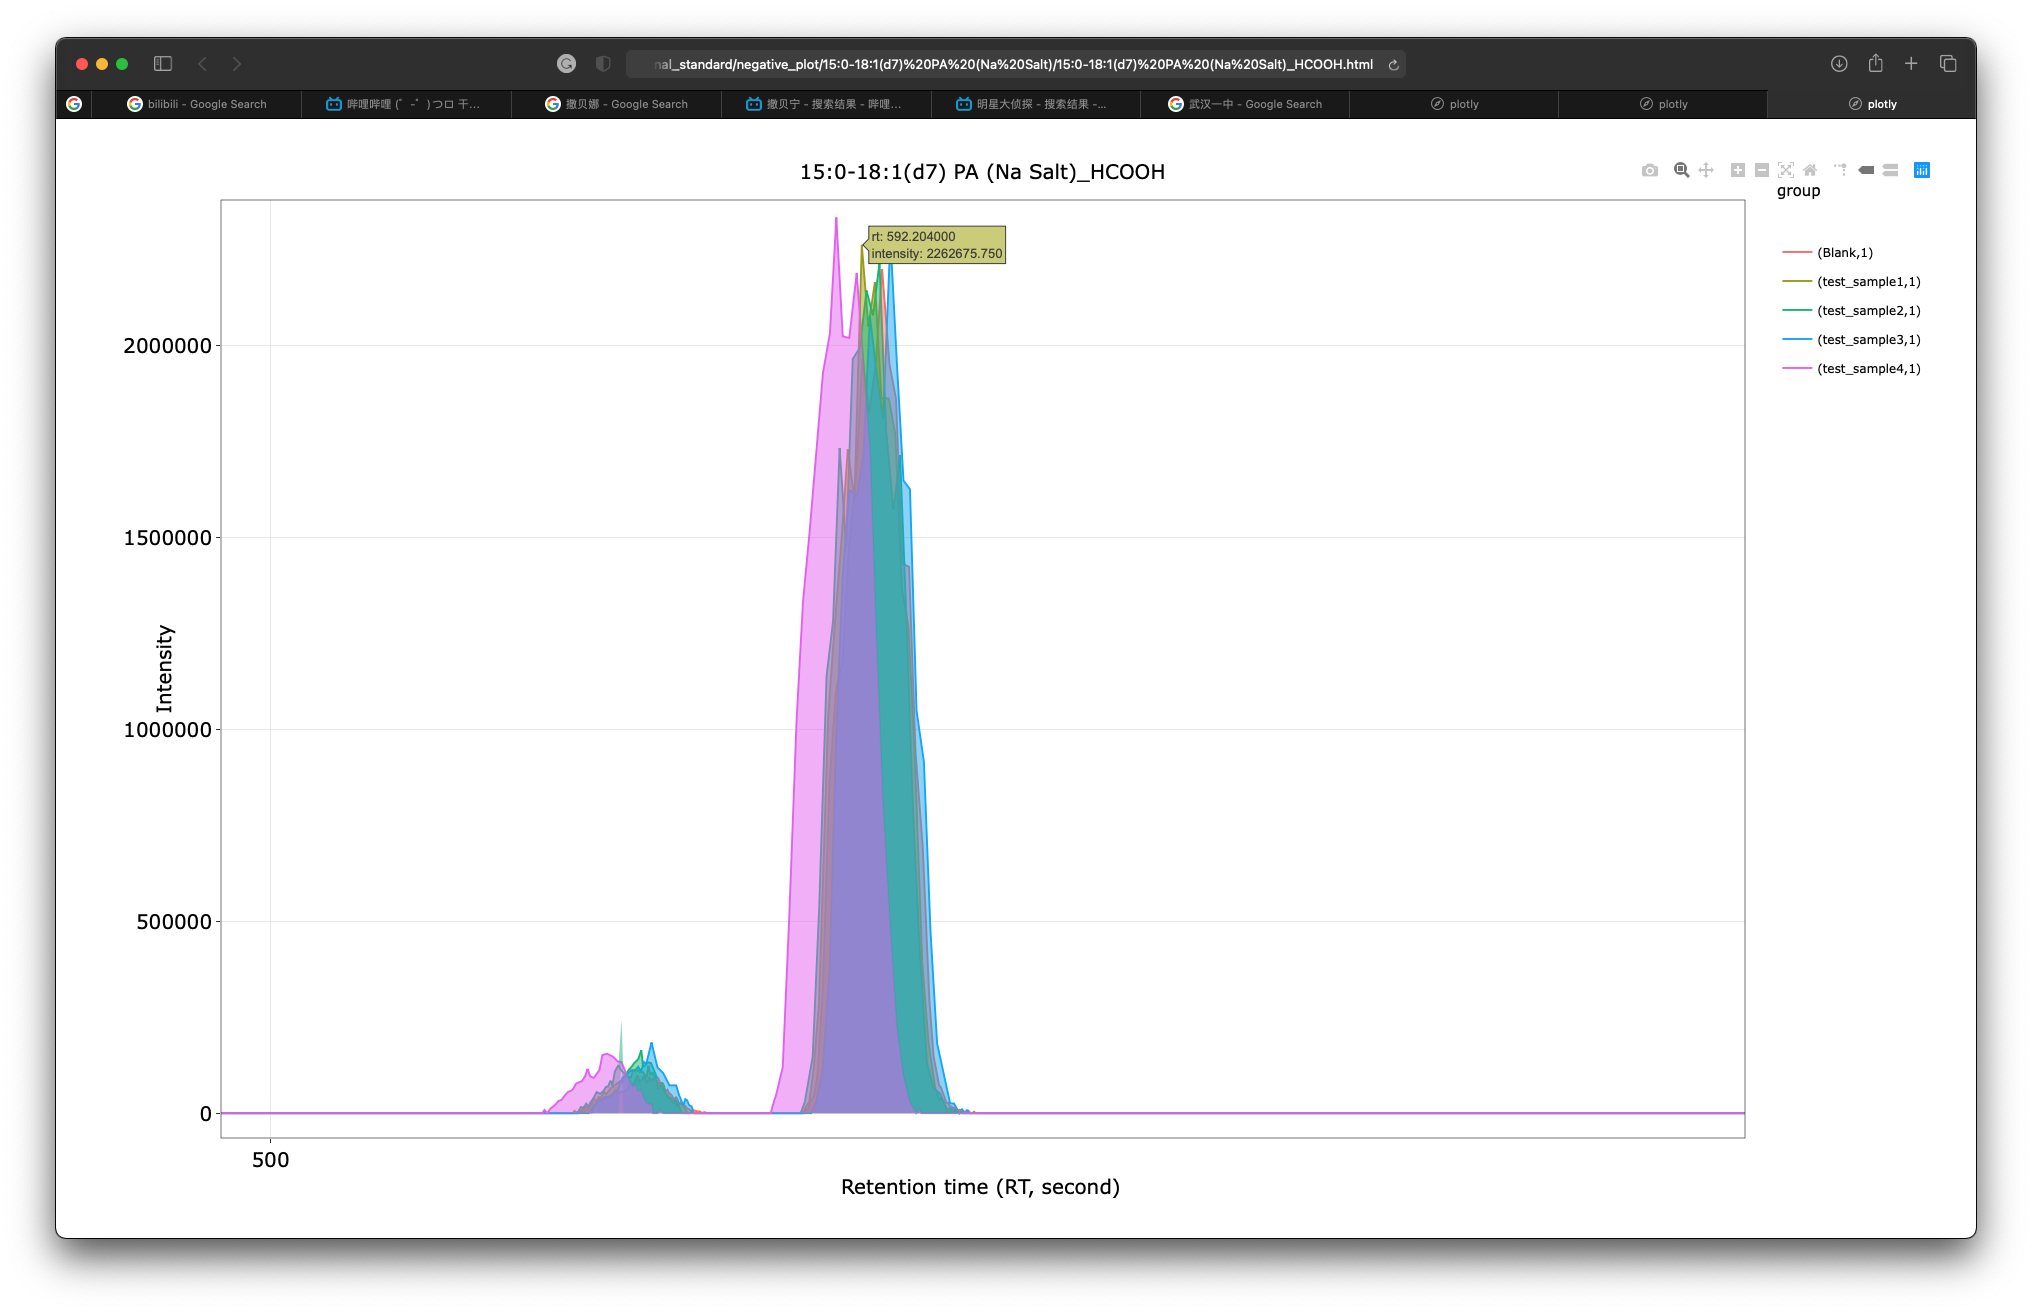 nal_standard/negative_plot/15:0-18:1(d7)%20PA%20(Na%20Salt)/15:0-18:1(d7)%20PA%20(Na%20Salt)_HCOOH.html
bilibili - Google Search
哔哩哔哩 (゜-゜)つロ 干...
撒贝娜 - Google Search
撒贝宁 - 搜索结果 - 哔哩...
明星大侦探 - 搜索结果 -...
武汉一中 - Google Search
plotly
plotly
plotly
15:0-18:1(d7) PA (Na Salt)_HCOOH
group
(Blank,1)
(test_sample1,1)
(test_sample2,1)
(test_sample3,1)
(test_sample4,1)
rt: 592.204000
intensity: 2262675.750
Intensity
2000000
1500000
1000000
500000
0
500
Retention time (RT, second)